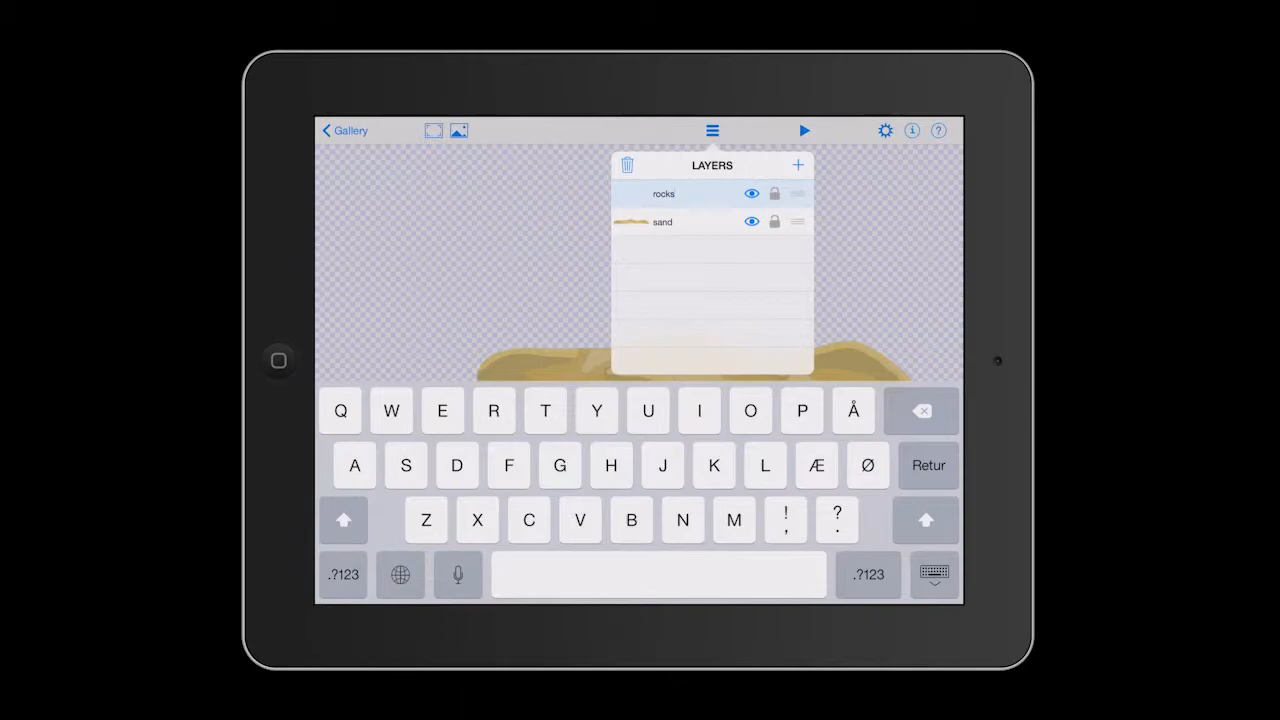 Gallery
LAYERS
rocks
sand
Q W E R T Y U I O P Å
A S D F G H J K L Æ Ø Retur
Z X C V B N M ! , ? .
.?123 .?123